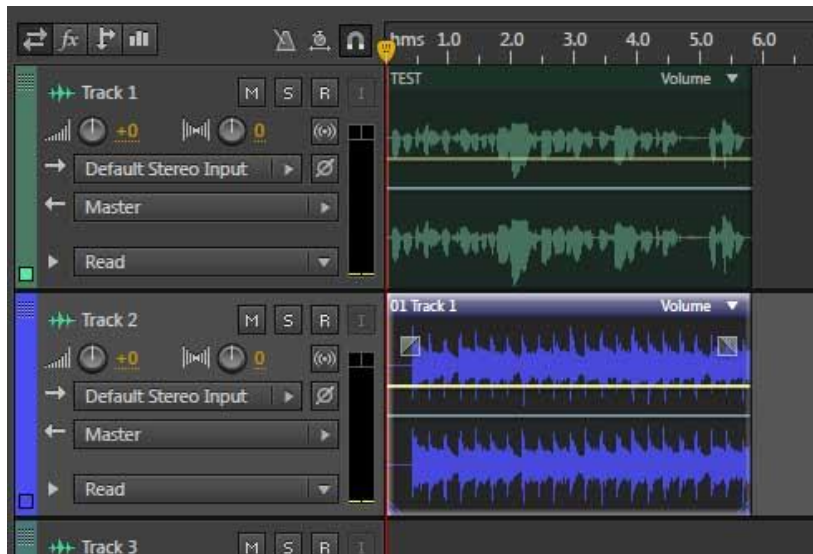 fx
hms 1.0 2.0 3.0 4.0 5.0 6.0
Track 1 M S R I
TEST Volume
+0 0
Default Stereo Input
Master
Read
Track 2 M S R I
01 Track 1 Volume
+0 0
Default Stereo Input
Master
Read
Track 3 M S R I